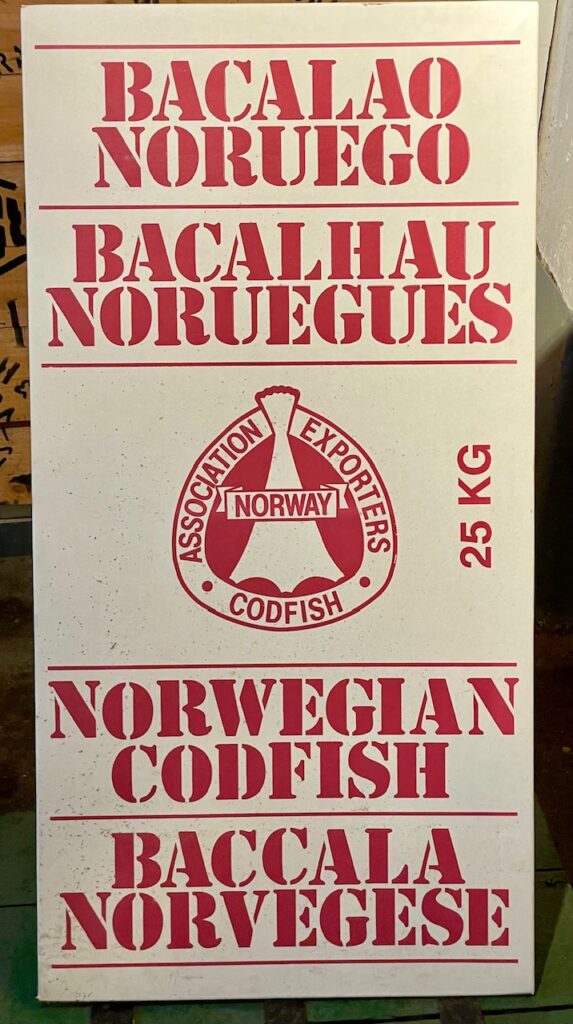 BACALAO
NORUEGO
BACALHAU
NORUEGUES
ASSOCIATION EXPORTERS
NORWAY
CODFISH
25 KG
NORWEGIAN
CODFISH
BACCALA
NORVEGESE